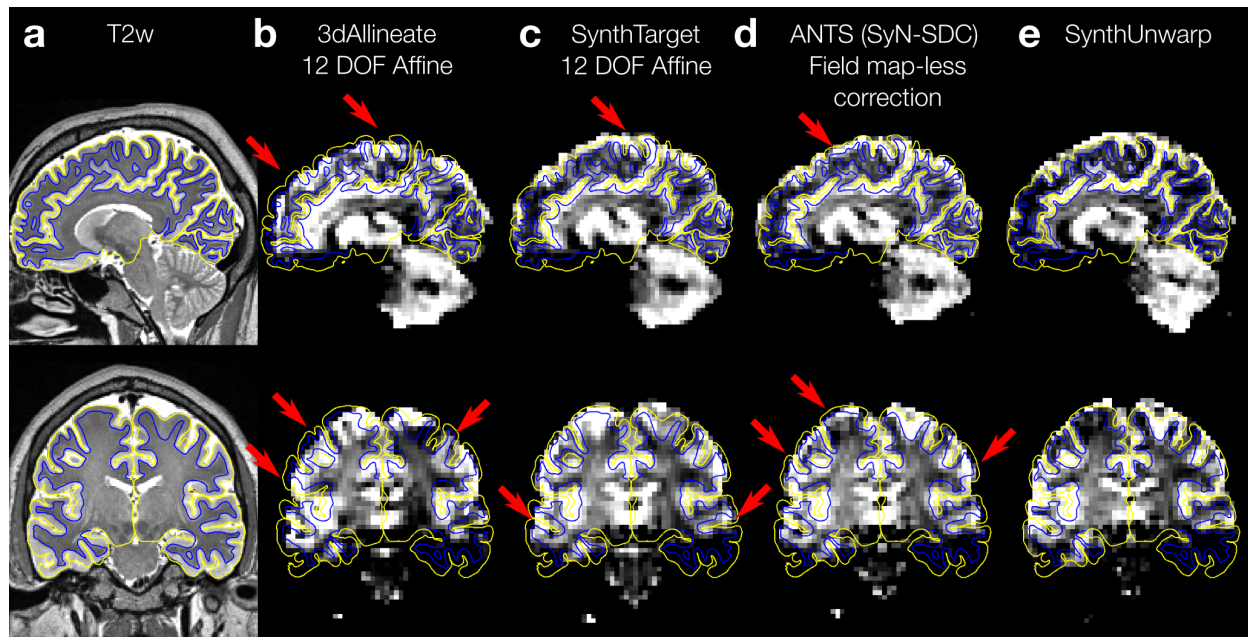 a T2w
b 3dAllineate
12 DOF Affine
c SynthTarget
12 DOF Affine
d ANTS (SyN-SDC)
Field map-less
correction
e SynthUnwarp